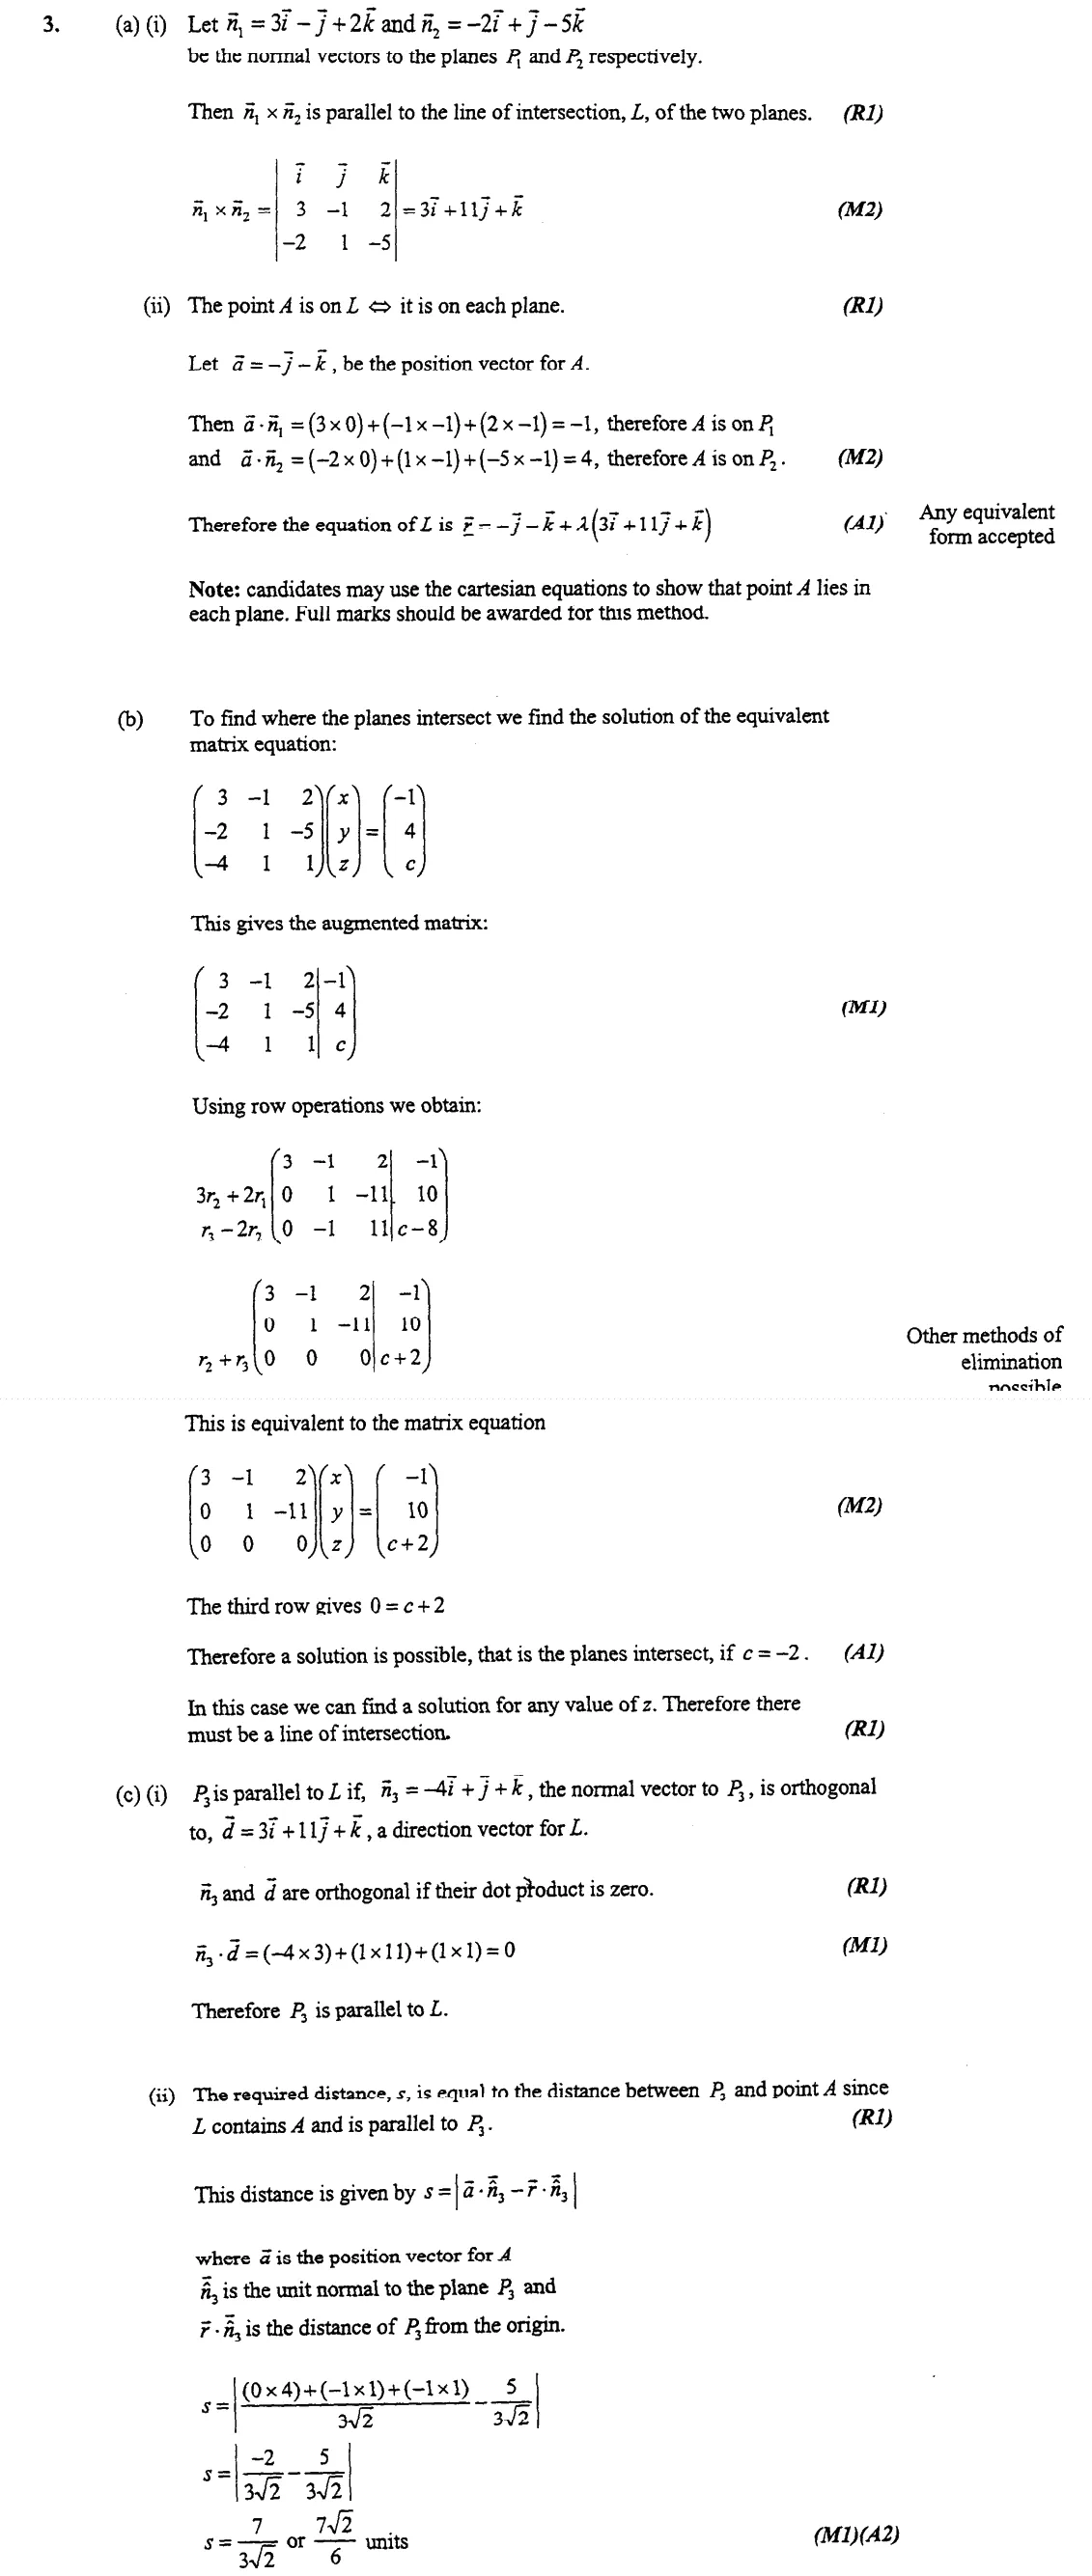 3. (a) (i) Let n̄₁ = 3ī − j̄ + 2k̄ and n̄₂ = −2ī + j̄ − 5k̄
be the normal vectors to the planes P₁ and P₂ respectively.
Then n̄₁ × n̄₂ is parallel to the line of intersection, L, of the two planes. (R1)
n̄₁ × n̄₂ = | ī j̄ k̄ |
| 3 −1 2 | = 3ī + 11j̄ + k̄ (M2)
| −2 1 −5 |
(ii) The point A is on L ⇔ it is on each plane. (R1)
Let ā = −j̄ − k̄ , be the position vector for A.
Then ā · n̄₁ = (3 × 0) + (−1 × −1) + (2 × −1) = −1, therefore A is on P₁
and ā · n̄₂ = (−2 × 0) + (1 × −1) + (−5 × −1) = 4, therefore A is on P₂ . (M2)
Therefore the equation of L is r̄ = −j̄ − k̄ + λ(3ī + 11j̄ + k̄) (A1) Any equivalent
form accepted
Note: candidates may use the cartesian equations to show that point A lies in
each plane. Full marks should be awarded for this method.
(b) To find where the planes intersect we find the solution of the equivalent
matrix equation:
( 3 −1 2 ) ( x ) ( −1 )
( −2 1 −5 ) ( y ) = ( 4 )
( −4 1 1 ) ( z ) ( c )
This gives the augmented matrix:
( 3 −1 2 | −1 )
( −2 1 −5 | 4 ) (M1)
( −4 1 1 | c )
Using row operations we obtain:
( 3 −1 2 | −1 )
3r₂ + 2r₁ ( 0 1 −11 | 10 )
r₃ − 2r₂ ( 0 −1 11 | c − 8 )
( 3 −1 2 | −1 )
( 0 1 −11 | 10 )
r₂ + r₃ ( 0 0 0 | c + 2 )
Other methods of
elimination
possible
This is equivalent to the matrix equation
( 3 −1 2 ) ( x ) ( −1 )
( 0 1 −11 ) ( y ) = ( 10 ) (M2)
( 0 0 0 ) ( z ) ( c + 2 )
The third row gives 0 = c + 2
Therefore a solution is possible, that is the planes intersect, if c = −2 . (A1)
In this case we can find a solution for any value of z. Therefore there
must be a line of intersection. (R1)
(c) (i) P₃ is parallel to L if, n̄₃ = −4ī + j̄ + k̄ , the normal vector to P₃ , is orthogonal
to, d̄ = 3ī + 11j̄ + k̄ , a direction vector for L.
n̄₃ and d̄ are orthogonal if their dot product is zero. (R1)
n̄₃ · d̄ = (−4 × 3) + (1 × 11) + (1 × 1) = 0 (M1)
Therefore P₃ is parallel to L.
(ii) The required distance, s, is equal to the distance between P₃ and point A since
L contains A and is parallel to P₃ . (R1)
This distance is given by s = | ā · n̄̂₃ − r̄ · n̄̂₃ |
where ā is the position vector for A
n̄̂₃ is the unit normal to the plane P₃ and
r̄ · n̄̂₃ is the distance of P₃ from the origin.
s = | ((0 × 4) + (−1 × 1) + (−1 × 1)) / 3√2 − 5 / 3√2 |
s = | −2 / 3√2 − 5 / 3√2 |
s = 7 / 3√2 or 7√2 / 6 units (M1)(A2)